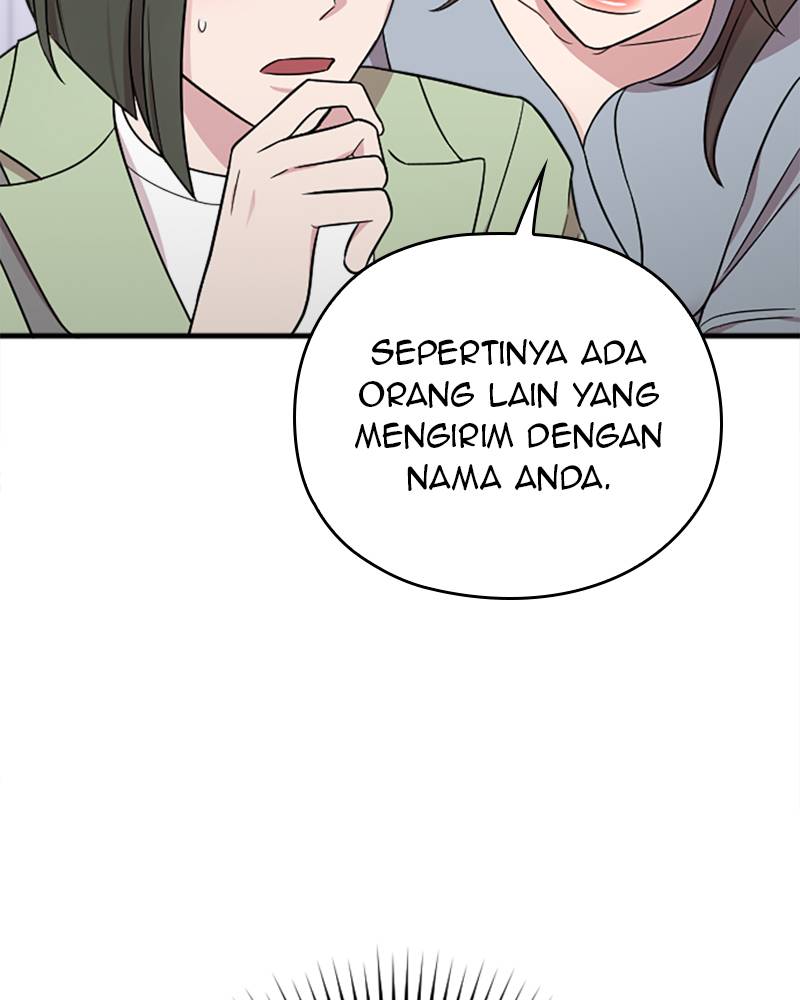 SEPERTINYA ADA
ORANG LAIN YANG
MENGIRIM DENGAN
NAMA ANDA.